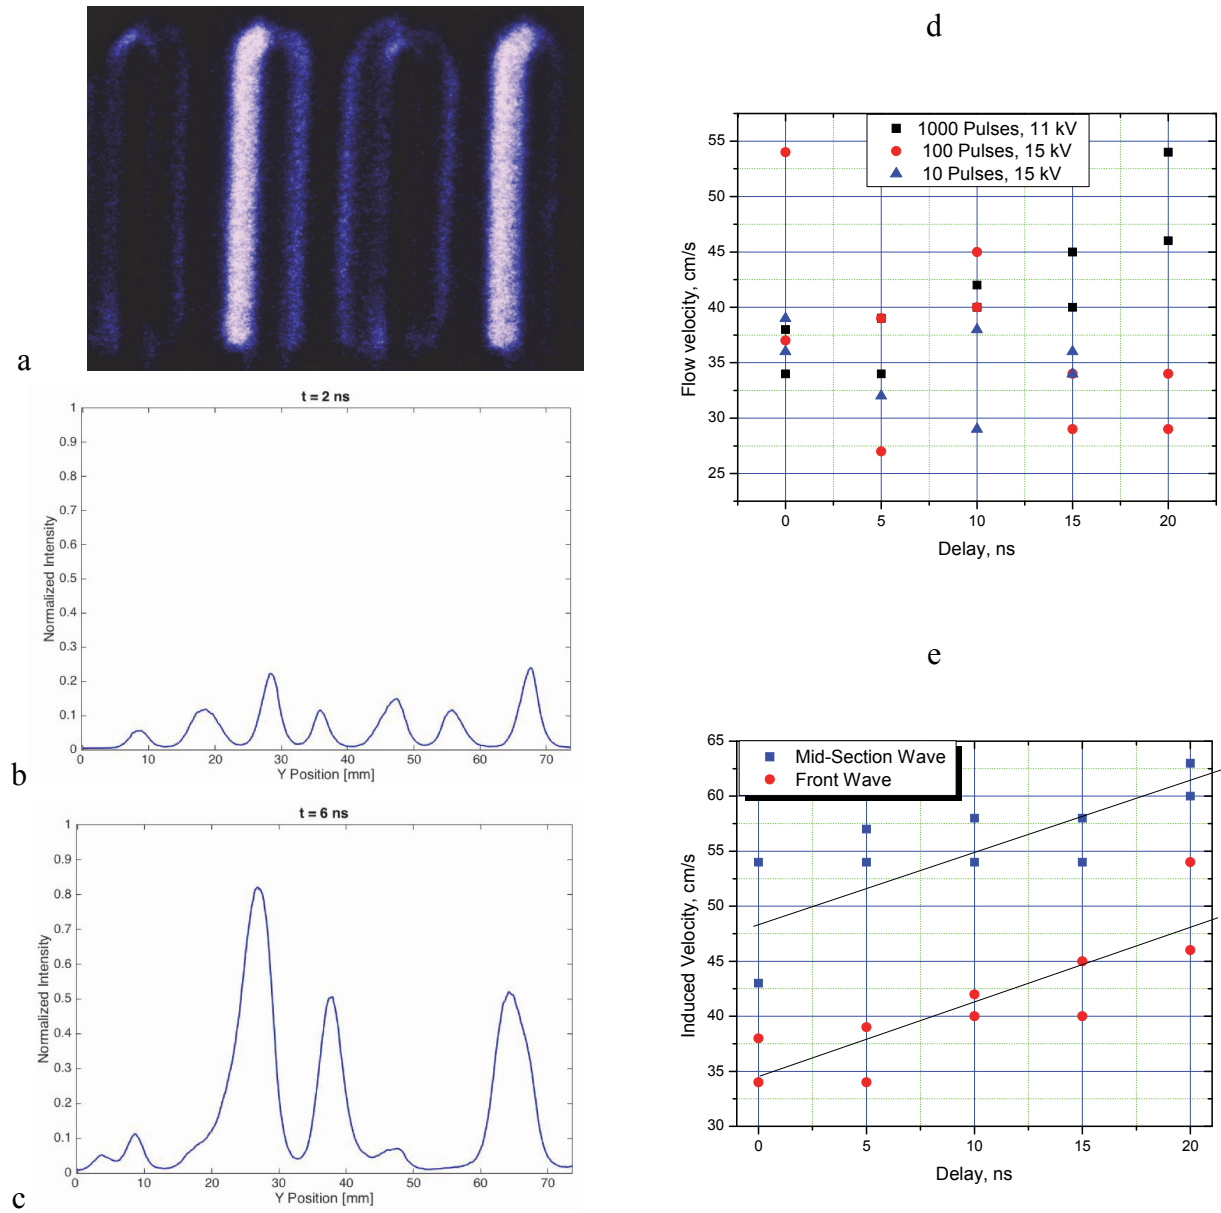 a
t = 2 ns
1
0.9
0.8
0.7
0.6
0.5
0.4
0.3
0.2
0.1
0
Normalized Intensity
0 10 20 30 40 50 60 70
Y Position [mm]
b
t = 6 ns
1
0.9
0.8
0.7
0.6
0.5
0.4
0.3
0.2
0.1
0
Normalized Intensity
0 10 20 30 40 50 60 70
Y Position [mm]
c
d
1000 Pulses, 11 kV
100 Pulses, 15 kV
10 Pulses, 15 kV
55
50
45
40
35
30
25
Flow velocity, cm/s
0 5 10 15 20
Delay, ns
e
Mid-Section Wave
Front Wave
65
60
55
50
45
40
35
30
Induced Velocity, cm/s
0 5 10 15 20
Delay, ns